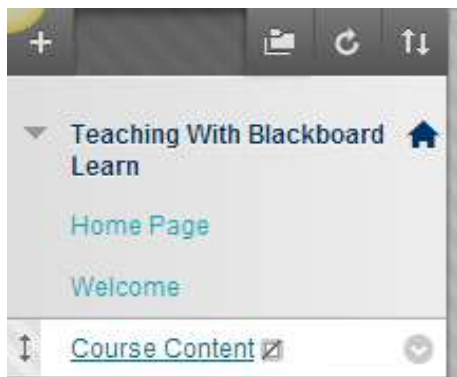 Teaching With Blackboard
Learn
Home Page
Welcome
Course Content